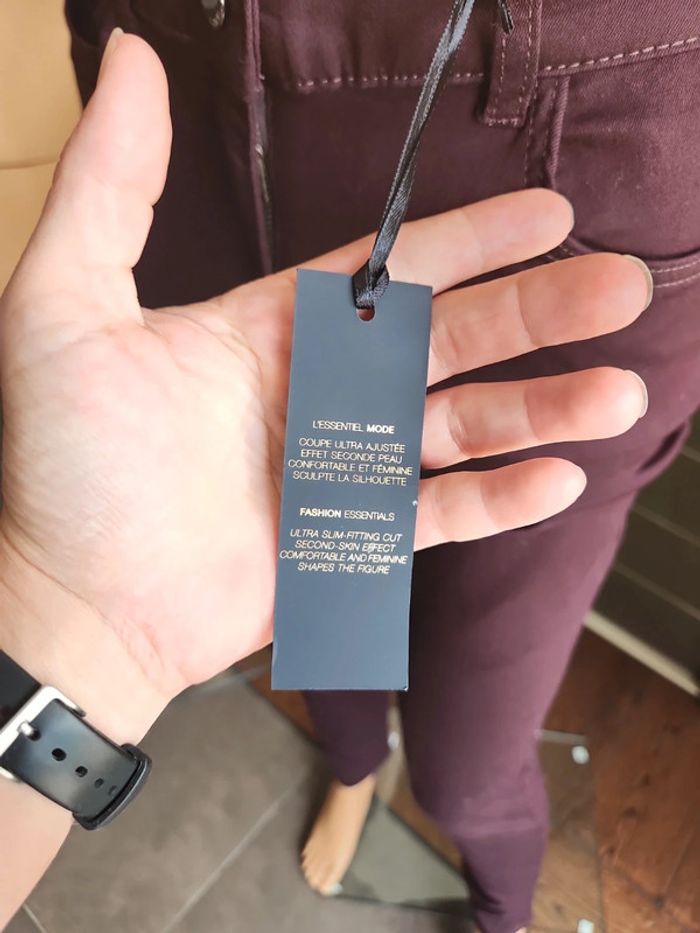 L'ESSENTIEL MODE
COUPE ULTRA AJUSTÉE
EFFET SECONDE PEAU
CONFORTABLE ET FÉMININE
SCULPTE LA SILHOUETTE
FASHION ESSENTIALS
ULTRA SLIM-FITTING CUT
SECOND-SKIN EFFECT
COMFORTABLE AND FEMININE
SHAPES THE FIGURE